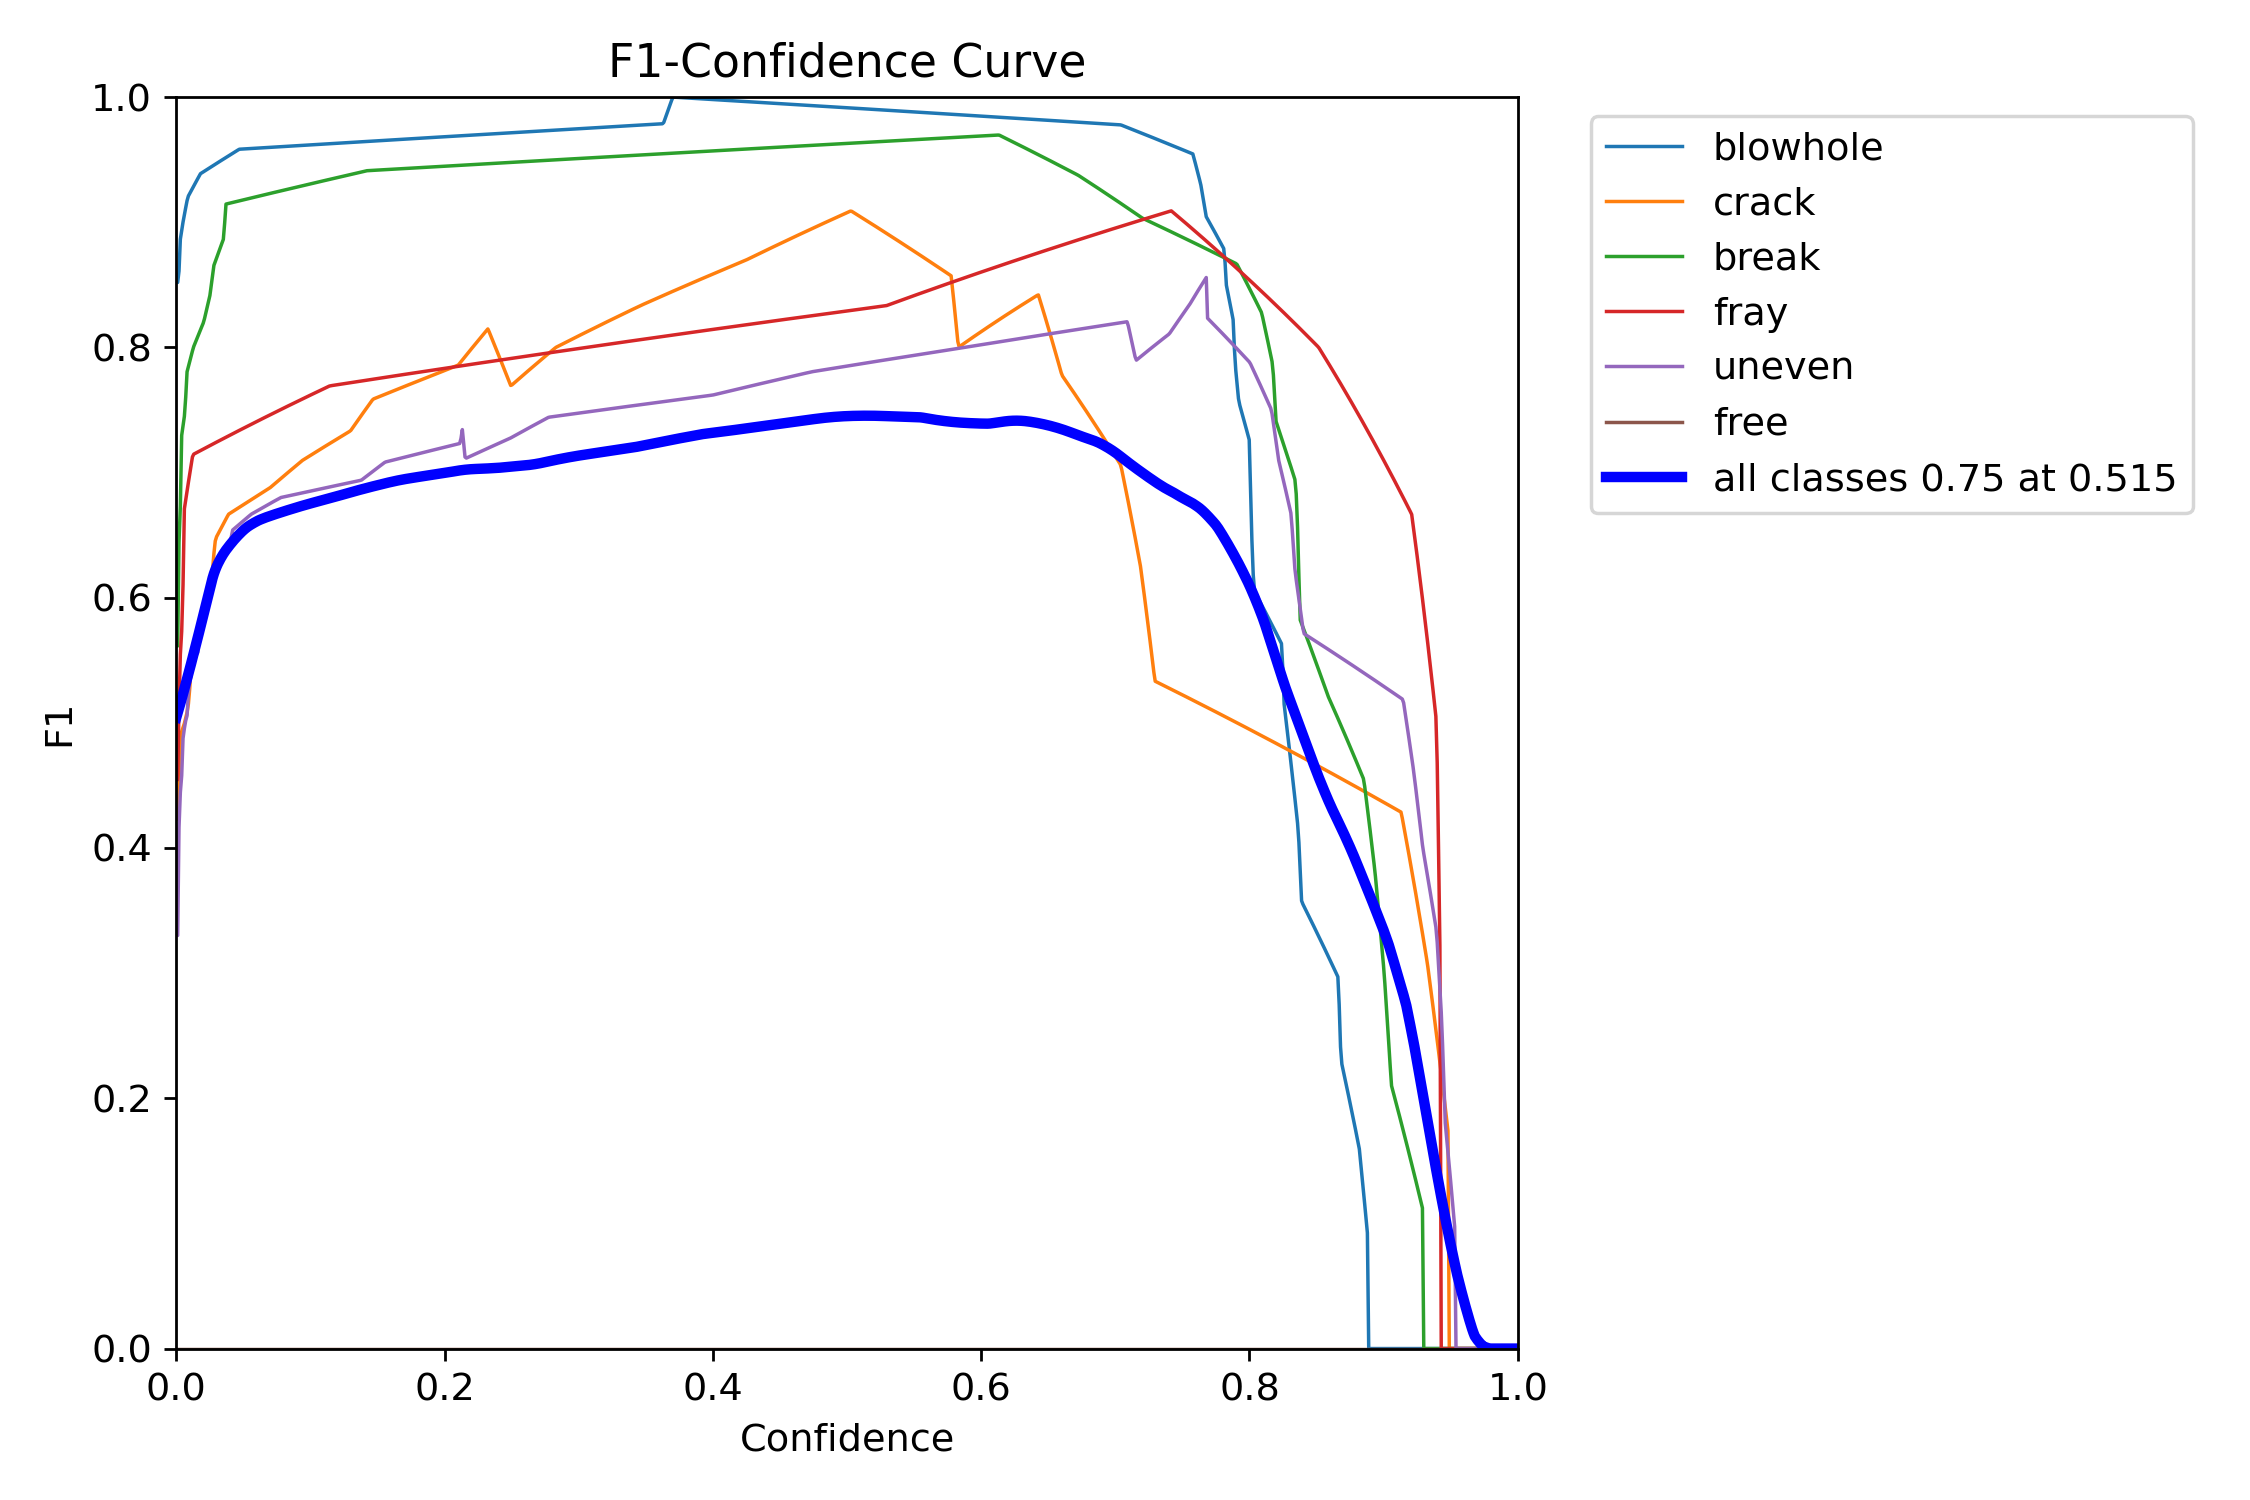 F1-Confidence Curve
1.0
0.8
0.6
0.4
0.2
0.0
F1
0.0 0.2 0.4 0.6 0.8 1.0
Confidence
blowhole
crack
break
fray
uneven
free
all classes 0.75 at 0.515